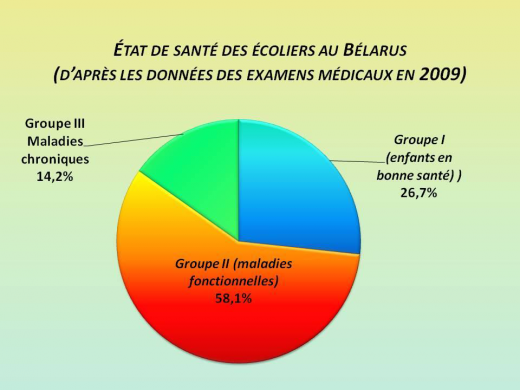 ÉTAT DE SANTÉ DES ÉCOLIERS AU BÉLARUS
(D'APRÈS LES DONNÉES DES EXAMENS MÉDICAUX EN 2009)
Groupe III
Maladies
chroniques
14,2%
Groupe I
(enfants en
bonne santé) )
26,7%
Groupe II (maladies
fonctionnelles)
58,1%